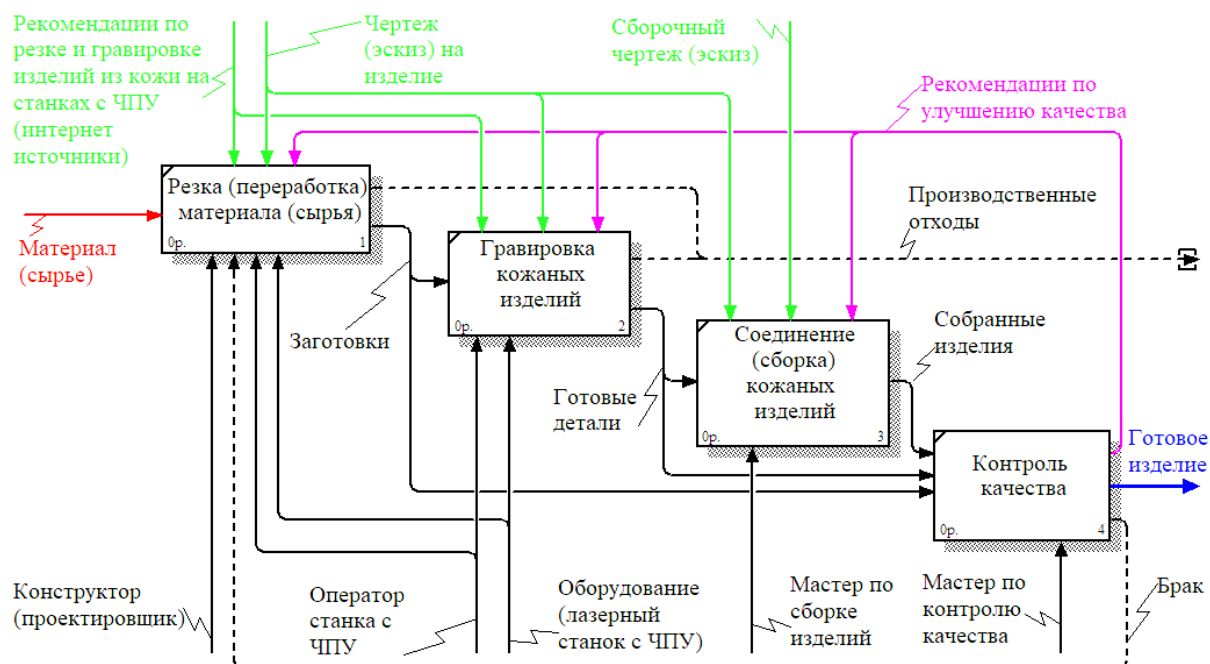 Рекомендации по
резке и гравировке
изделий из кожи на
станках с ЧПУ
(интернет
источники)
Чертеж
(эскиз) на
изделие
Сборочный
чертеж (эскиз)
Рекомендации по
улучшению качества
Резка (переработка)
материала (сырья)
0р.
1
Производственные
отходы
Материал
(сырье)
Гравировка
кожаных
изделий
0р.
2
Заготовки
Соединение
(сборка)
кожаных
изделий
0р.
3
Собранные
изделия
Готовые
детали
Контроль
качества
0р.
4
Готовое
изделие
Конструктор
(проектировщик)
Оператор
станка с
ЧПУ
Оборудование
(лазерный
станок с ЧПУ)
Мастер по
сборке
изделий
Мастер по
контролю
качества
Брак